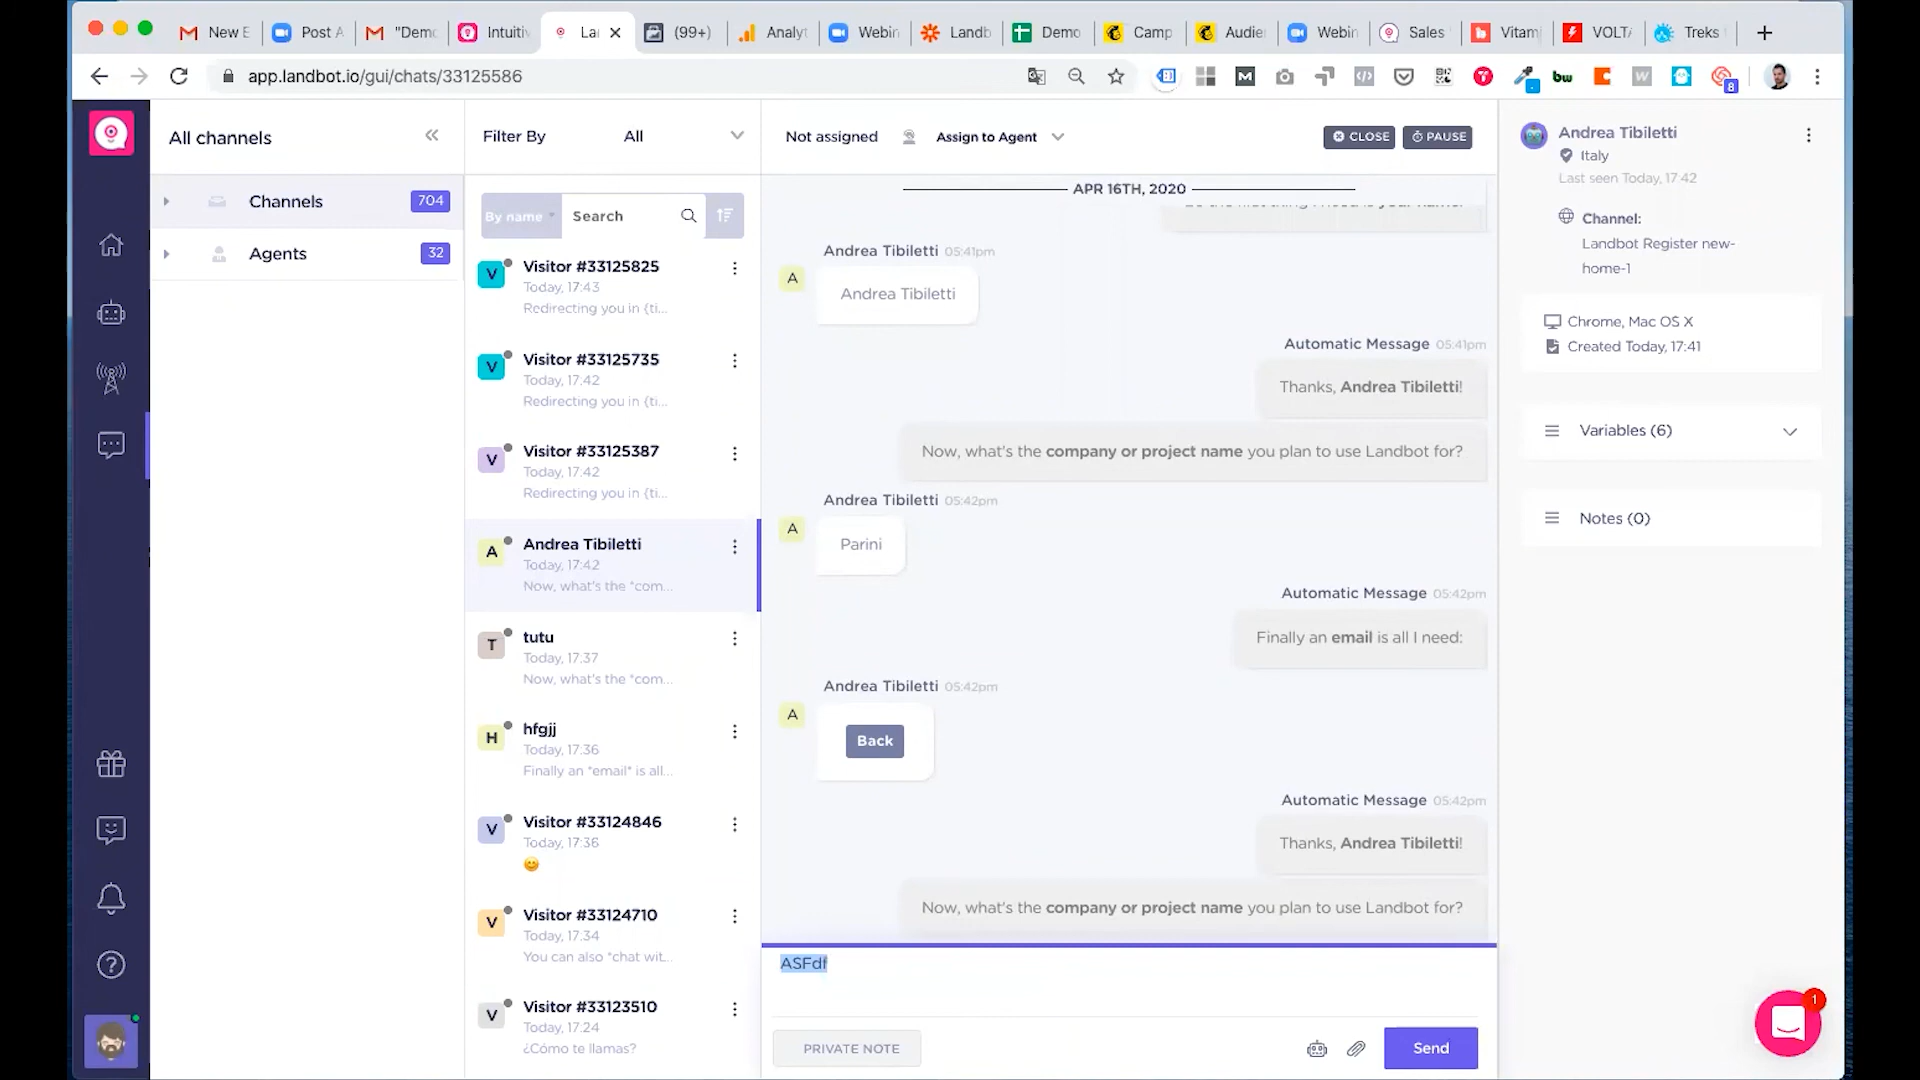 New E
Post A
"Demo
Intuitiv
La
(99+)
Analyt
Webin
Landb
Demo
Camp
Audie
Webin
Sales
Vitam
VOLTA
Treks
app.landbot.io/gui/chats/33125586
bw
8
All channels
Channels
704
Agents
32
Filter By
All
By name
Search
V
Visitor #33125825
Today, 17:43
Redirecting you in {ti...
V
Visitor #33125735
Today, 17:42
Redirecting you in {ti...
V
Visitor #33125387
Today, 17:42
Redirecting you in {ti...
A
Andrea Tibiletti
Today, 17:42
Now, what's the *com...
T
tutu
Today, 17:37
Now, what's the *com...
H
hfgjj
Today, 17:36
Finally an *email* is all...
V
Visitor #33124846
Today, 17:36
😊
V
Visitor #33124710
Today, 17:34
You can also *chat wit...
V
Visitor #33123510
Today, 17:24
¿Cómo te llamas?
Not assigned
Assign to Agent
CLOSE
PAUSE
APR 16TH, 2020
Andrea Tibiletti 05:41pm
A
Andrea Tibiletti
Automatic Message 05:41pm
Thanks, Andrea Tibiletti!
Now, what's the company or project name you plan to use Landbot for?
Andrea Tibiletti 05:42pm
A
Parini
Automatic Message 05:42pm
Finally an email is all I need:
Andrea Tibiletti 05:42pm
A
Back
Automatic Message 05:42pm
Thanks, Andrea Tibiletti!
Now, what's the company or project name you plan to use Landbot for?
ASFdf
PRIVATE NOTE
Send
Andrea Tibiletti
Italy
Last seen Today, 17:42
Channel:
Landbot Register new-
home-1
Chrome, Mac OS X
Created Today, 17:41
Variables (6)
Notes (0)
1